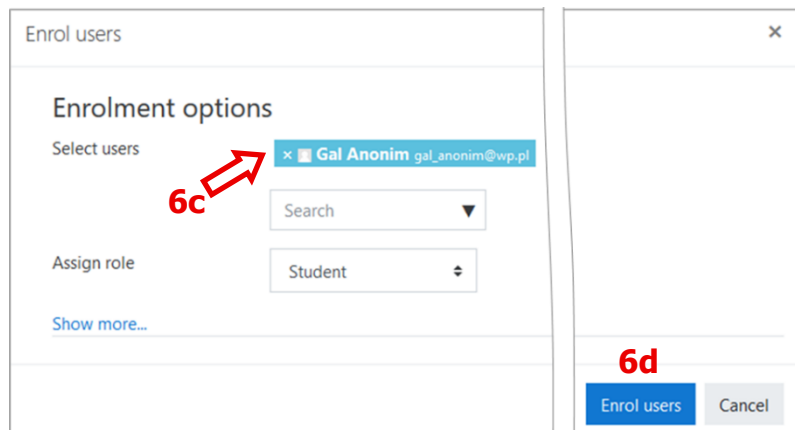 Enrol users ×
Enrolment options
Select users × Gal Anonim gal_anonim@wp.pl
6c
Search ▼
Assign role Student
Show more...
6d
Enrol users Cancel